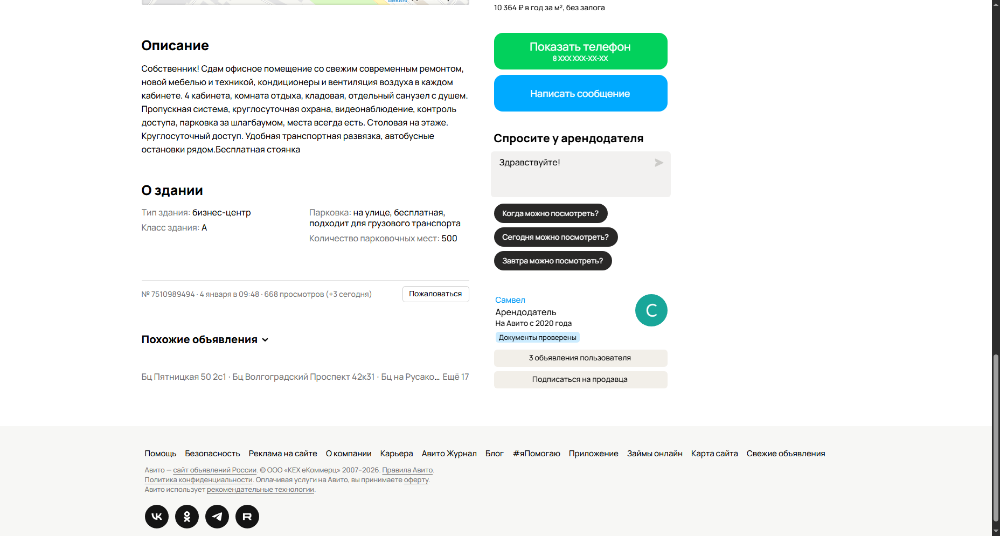 10 364 ₽ в год за м², без залога
Описание
Собственник! Сдам офисное помещение со свежим современным ремонтом,
новой мебелью и техникой, кондиционеры и вентиляция воздуха в каждом
кабинете. 4 кабинета, комната отдыха, кладовая, отдельный санузел с душем.
Пропускная система, круглосуточная охрана, видеонаблюдение, контроль
доступа, парковка за шлагбаумом, места всегда есть. Столовая на этаже.
Круглосуточный доступ. Удобная транспортная развязка, автобусные
остановки рядом.Бесплатная стоянка
О здании
Тип здания: бизнес-центр
Класс здания: A
Парковка: на улице, бесплатная,
подходит для грузового транспорта
Количество парковочных мест: 500
№ 7510989494 · 4 января в 09:48 · 668 просмотров (+3 сегодня)
Пожаловаться
Похожие объявления
Бц Пятницкая 50 2с1 · Бц Волгоградский Проспект 42к31 · Бц на Русако... Ещё 17
Показать телефон
8 XXX XXX-XX-XX
Написать сообщение
Спросите у арендодателя
Здравствуйте!
Когда можно посмотреть?
Сегодня можно посмотреть?
Завтра можно посмотреть?
Самвел
С
Арендодатель
На Авито с 2020 года
Документы проверены
3 объявления пользователя
Подписаться на продавца
Помощь Безопасность Реклама на сайте О компании Карьера Авито Журнал Блог #яПомогаю Приложение Займы онлайн Карта сайта Свежие объявления
Авито — сайт объявлений России. © ООО «КЕХ еКоммерц» 2007–2026. Правила Авито.
Политика конфиденциальности. Оплачивая услуги на Авито, вы принимаете оферту.
Авито использует рекомендательные технологии.